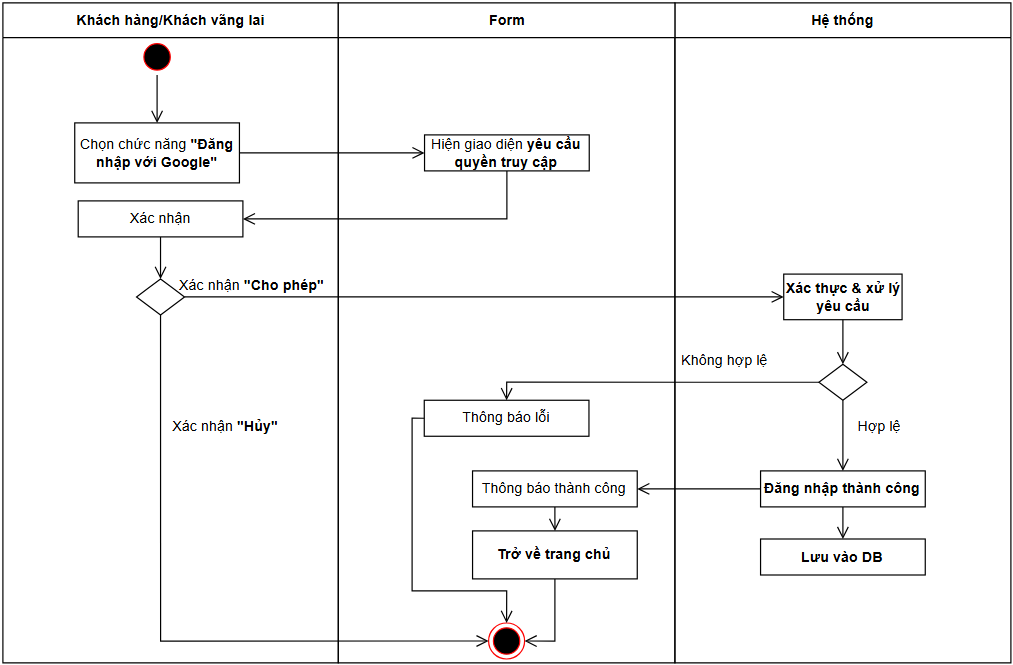 Khách hàng/Khách vãng lai
Form
Hệ thống
Chọn chức năng "Đăng
nhập với Google"
Hiện giao diện yêu cầu
quyền truy cập
Xác nhận
Xác nhận "Cho phép"
Xác thực & xử lý
yêu cầu
Không hợp lệ
Thông báo lỗi
Xác nhận "Hủy"
Hợp lệ
Thông báo thành công
Đăng nhập thành công
Trở về trang chủ
Lưu vào DB